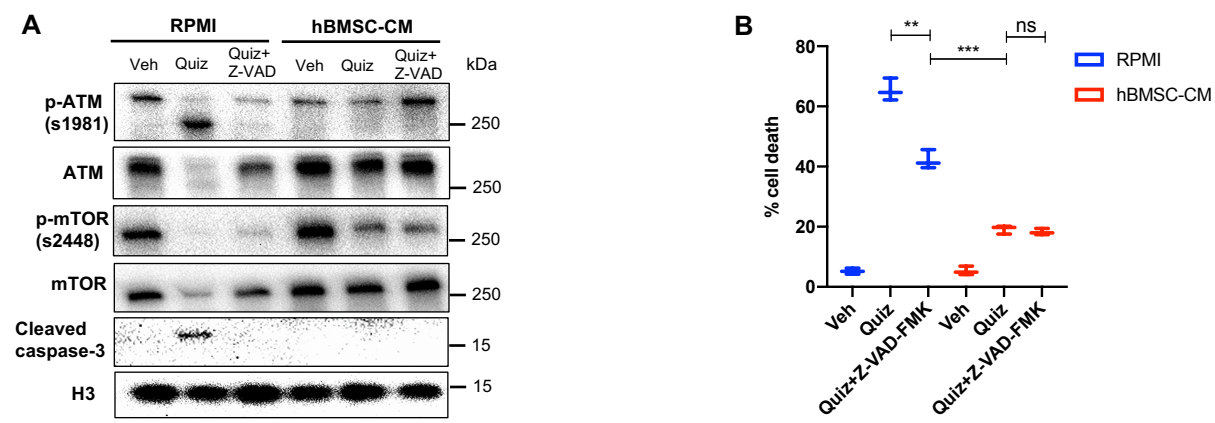 A
RPMI hBMSC-CM
Veh Quiz Quiz+ Veh Quiz Quiz+ kDa
Z-VAD Z-VAD
p-ATM
(s1981)
250
ATM
250
p-mTOR
(s2448)
250
mTOR
250
Cleaved
caspase-3
15
H3
15
B
** ns
***
RPMI
hBMSC-CM
% cell death
80
60
40
20
0
Veh
Quiz
Quiz+Z-VAD-FMK
Veh
Quiz
Quiz+Z-VAD-FMK